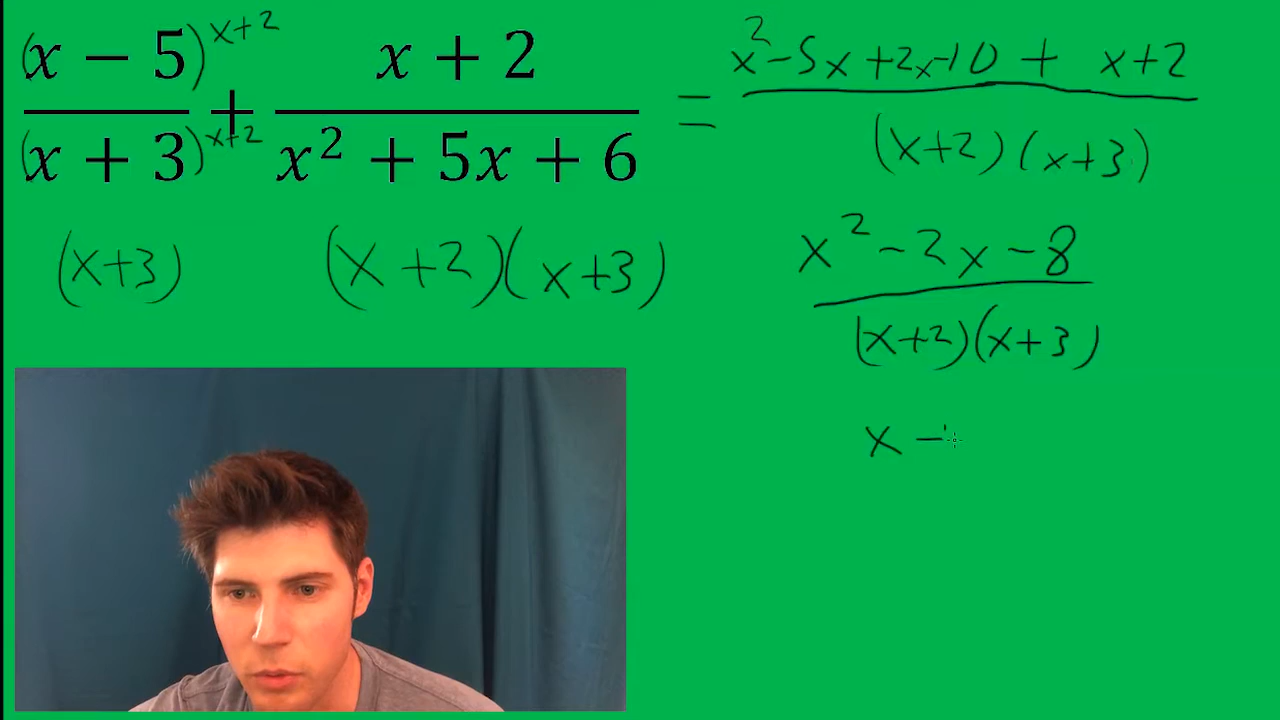 (x − 5)^x+2 / (x + 3)^x+2 + x + 2 / x² + 5x + 6 = x² -5x +2x -10 + x+2 / (x+2)(x+3)
(x+3) (x+2)(x+3)
x² - 2x - 8 / (x+2)(x+3)
x -